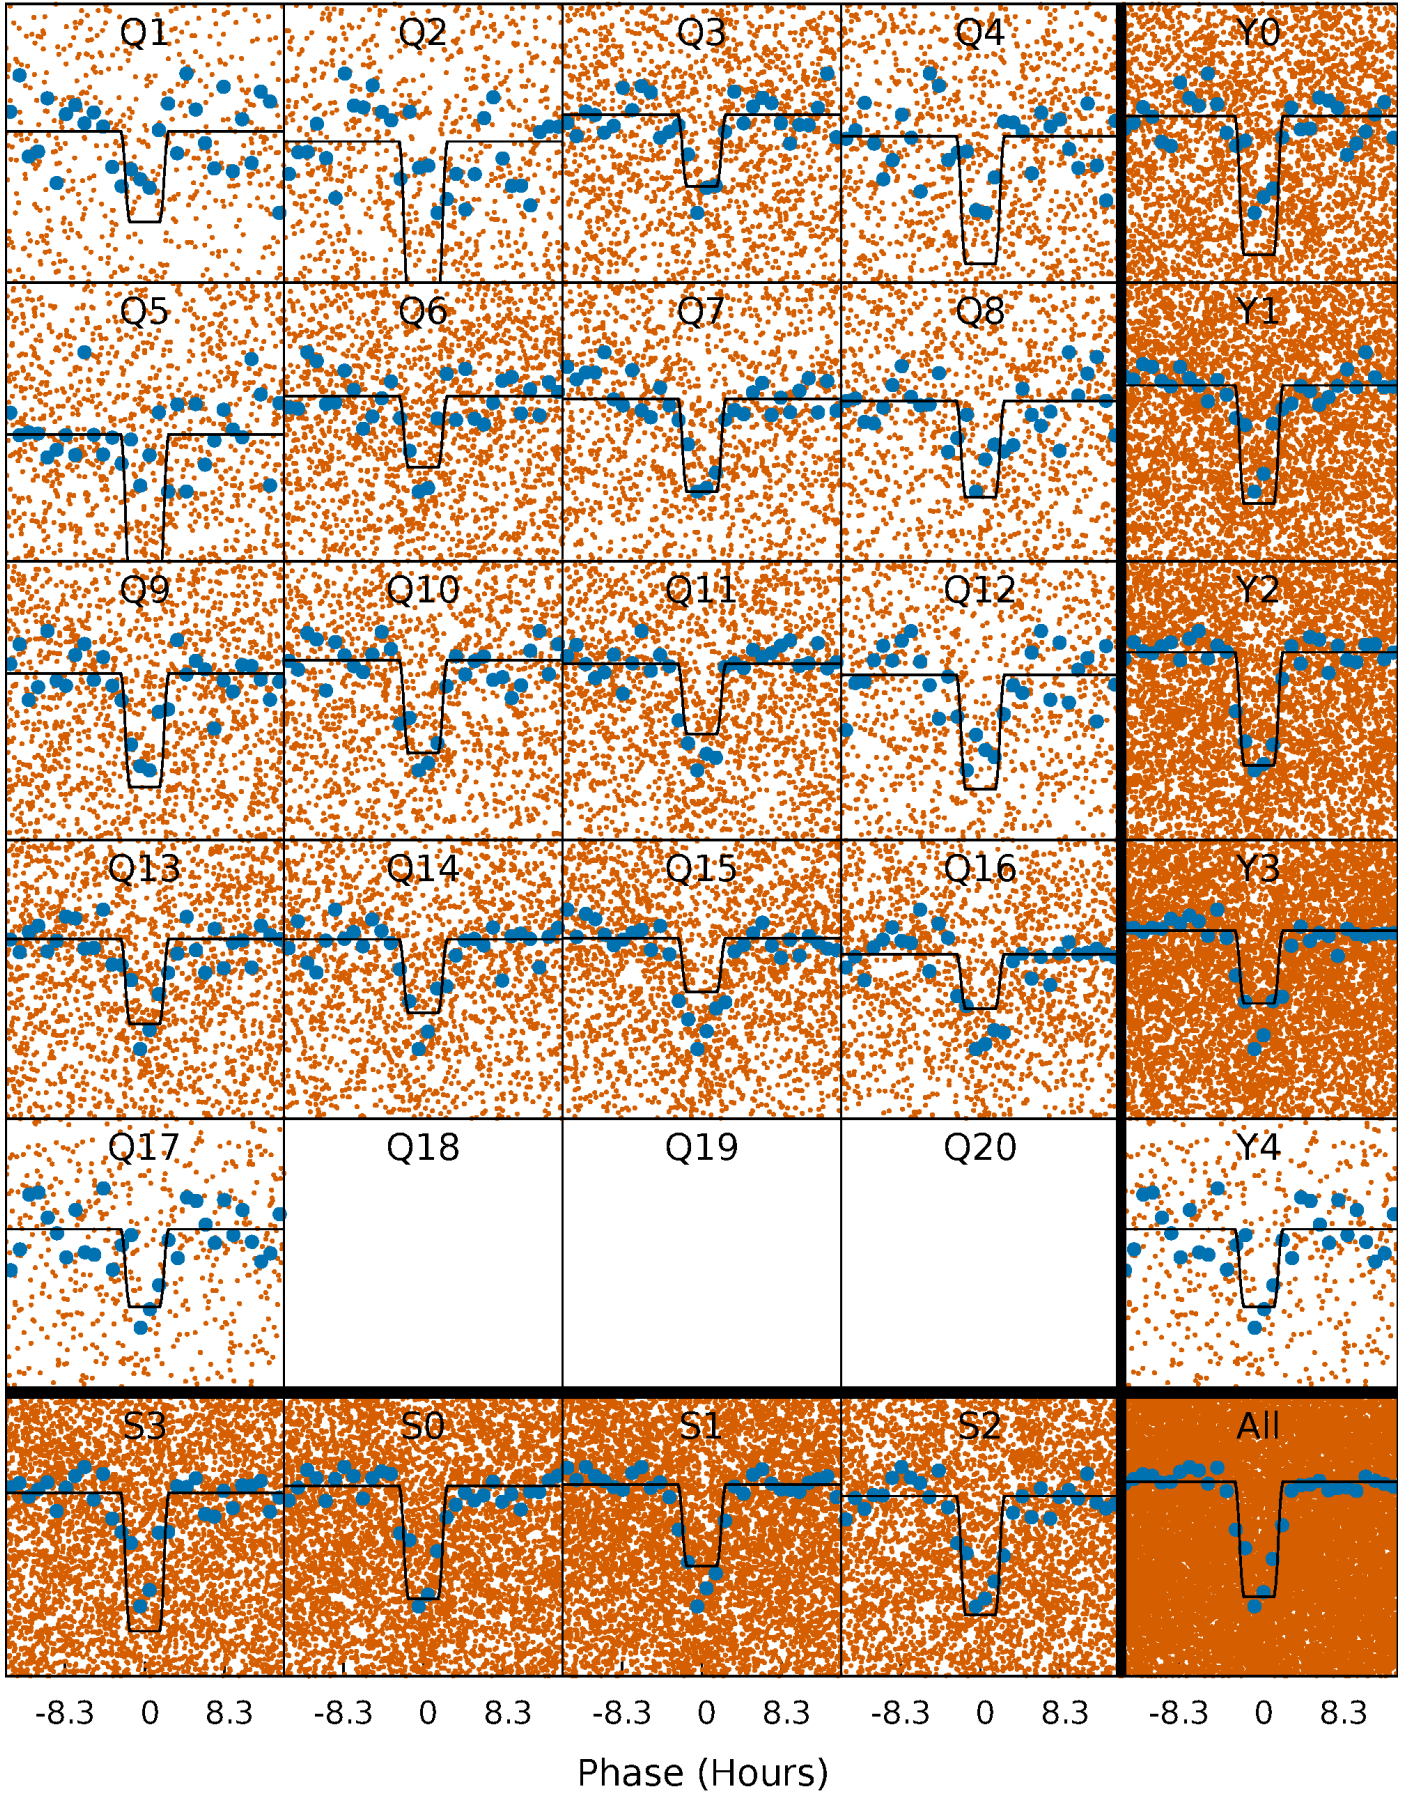 Q1 Q2 Q3 Q4 Y0
Q5 Q6 Q7 Q8 Y1
Q9 Q10 Q11 Q12 Y2
Q13 Q14 Q15 Q16 Y3
Q17 Q18 Q19 Q20 Y4
S3 S0 S1 S2 All
-8.3 0 8.3 -8.3 0 8.3 -8.3 0 8.3 -8.3 0 8.3 -8.3 0 8.3
Phase (Hours)